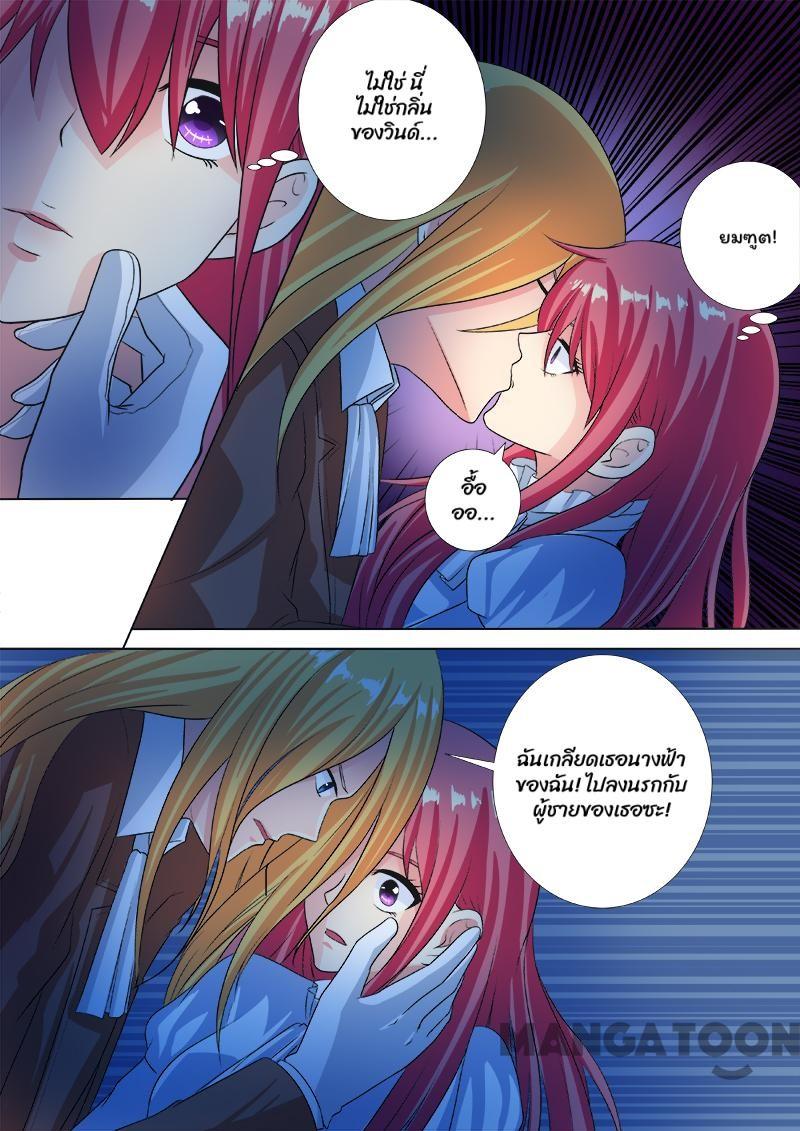 ไม่ใช่ นี่
ไม่ใช่กลิ่น
ของวินด์...
ยมฑูต!
อื้อ
ออ...
ฉันเกลียดเธอนางฟ้า
ของฉัน! ไปลงนรกกับ
ผู้ชายของเธอซะ!
MANGATOON